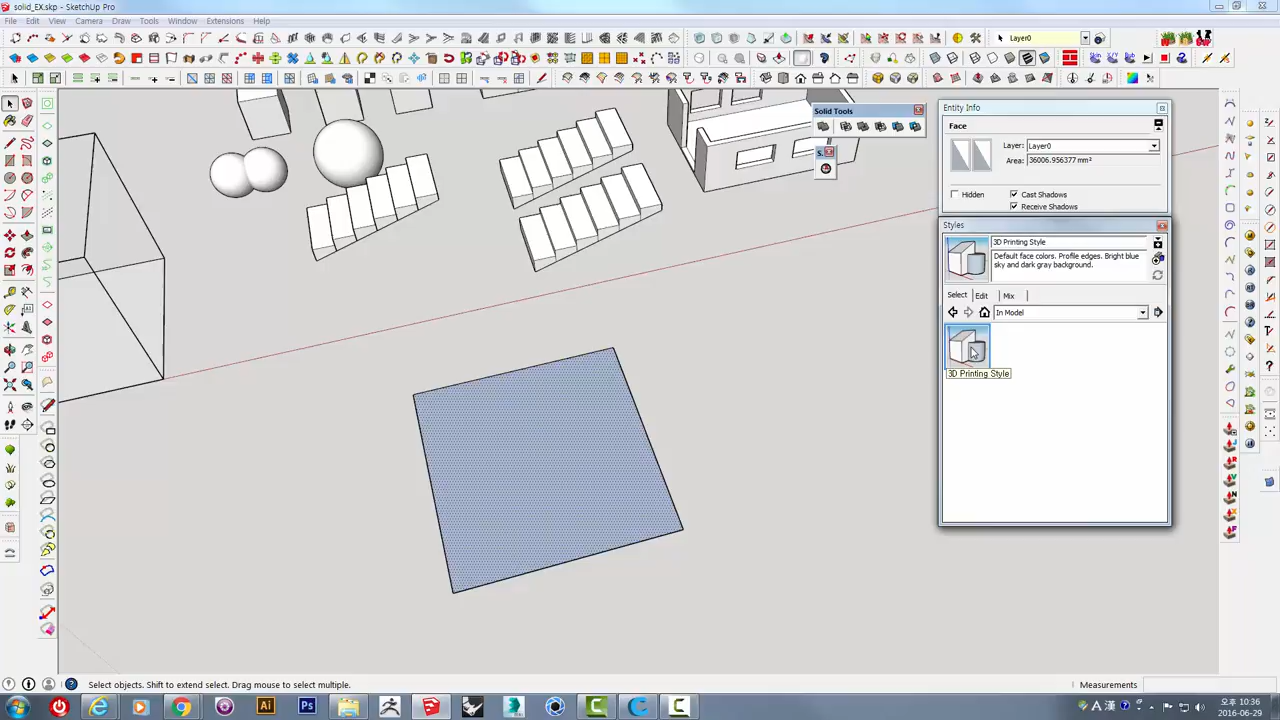 solid_EX.skp - SketchUp Pro
File Edit View Camera Draw Tools Window Extensions Help
Layer0
Solid Tools
S.
Entity Info
Face
Layer: Layer0
Area: 36006.956377 mm²
Hidden
Cast Shadows
Receive Shadows
Styles
3D Printing Style
Default face colors. Profile edges. Bright blue
sky and dark gray background.
Select Edit Mix
In Model
3D Printing Style
Select objects. Shift to extend select. Drag mouse to select multiple.
Measurements
Ai
Ps
A 漢
오후 10:36
2016-06-29